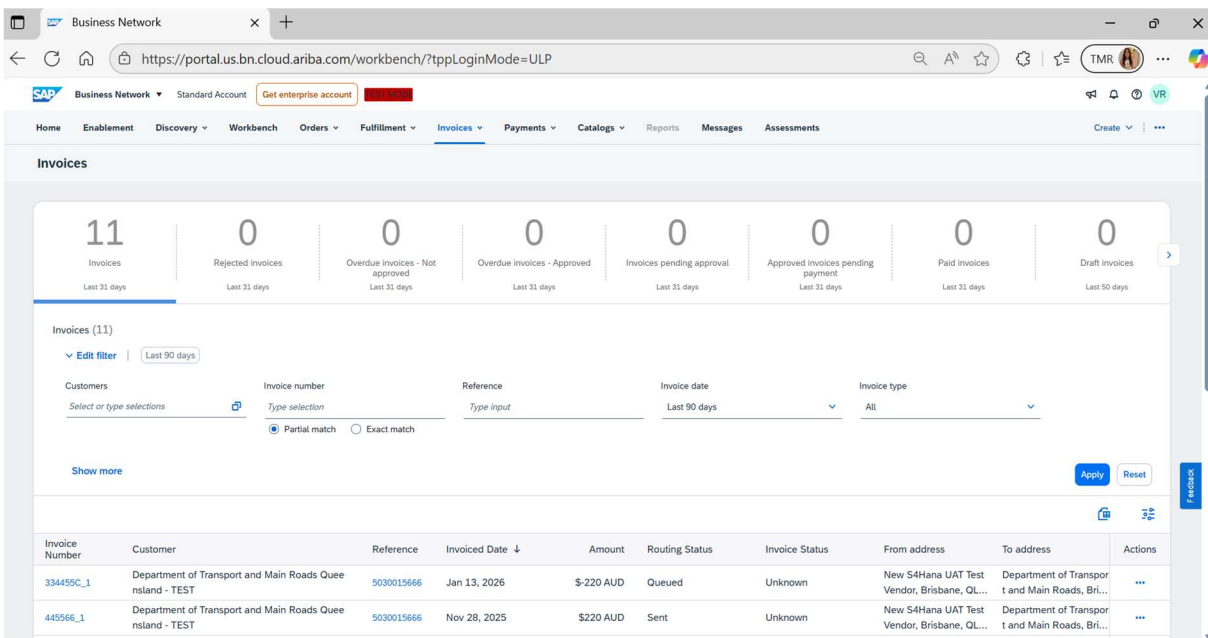 Business Network
https://portal.us.bn.cloud.ariba.com/workbench/?tppLoginMode=ULP
TMR
SAP Business Network Standard Account Get enterprise account TEST MODE
VR
Home Enablement Discovery Workbench Orders Fulfillment Invoices Payments Catalogs Reports Messages Assessments Create
Invoices
11 0 0 0 0 0 0 0
Invoices Rejected invoices Overdue invoices - Not Overdue invoices - Approved Invoices pending approval Approved invoices pending Paid invoices Draft invoices
approved payment
Last 31 days Last 31 days Last 31 days Last 31 days Last 31 days Last 31 days Last 31 days Last 50 days
Invoices (11)
Edit filter Last 90 days
Customers Invoice number Reference Invoice date Invoice type
Select or type selections Type selection Type input Last 90 days All
Partial match Exact match
Show more Apply Reset
Feedback
Invoice
Number Customer Reference Invoiced Date ↓ Amount Routing Status Invoice Status From address To address Actions
334455C_1 Department of Transport and Main Roads Quee 5030015666 Jan 13, 2026 $-220 AUD Queued Unknown New S4Hana UAT Test Department of Transpor
nsland - TEST Vendor, Brisbane, QL... t and Main Roads, Bri...
445566_1 Department of Transport and Main Roads Quee 5030015666 Nov 28, 2025 $220 AUD Sent Unknown New S4Hana UAT Test Department of Transpor
nsland - TEST Vendor, Brisbane, QL... t and Main Roads, Bri...